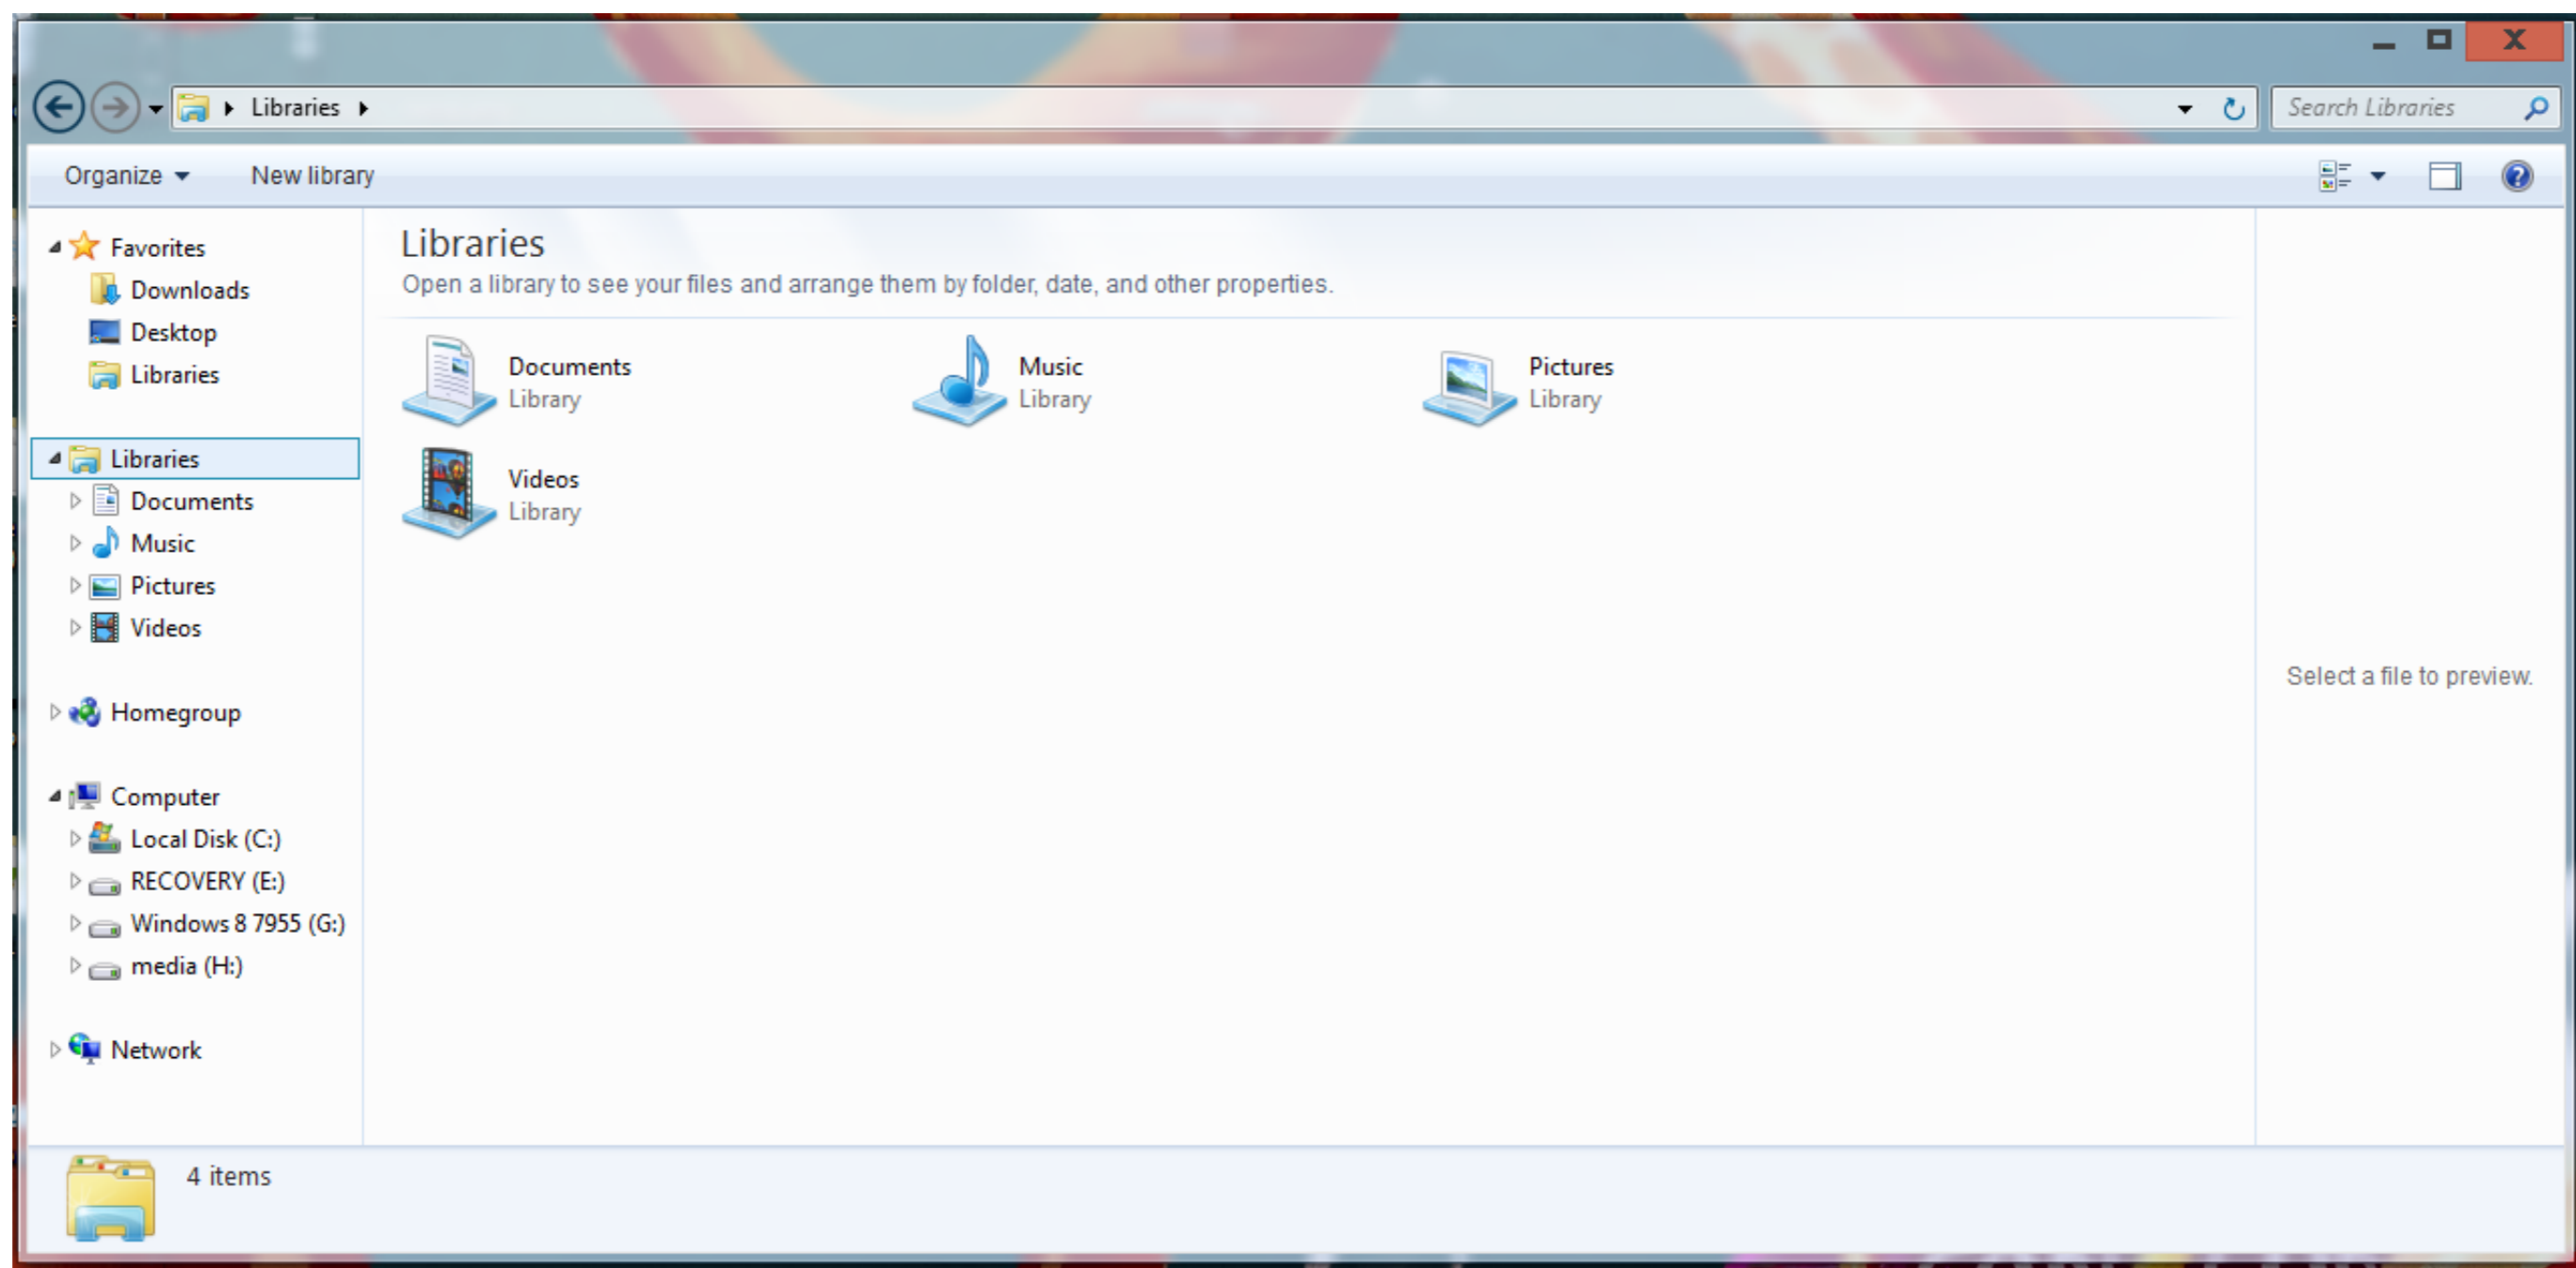 Libraries
Search Libraries
Organize
New library
Favorites
Downloads
Desktop
Libraries
Libraries
Documents
Music
Pictures
Videos
Homegroup
Computer
Local Disk (C:)
RECOVERY (E:)
Windows 8 7955 (G:)
media (H:)
Network
Libraries
Open a library to see your files and arrange them by folder, date, and other properties.
Documents
Library
Music
Library
Pictures
Library
Videos
Library
Select a file to preview.
4 items